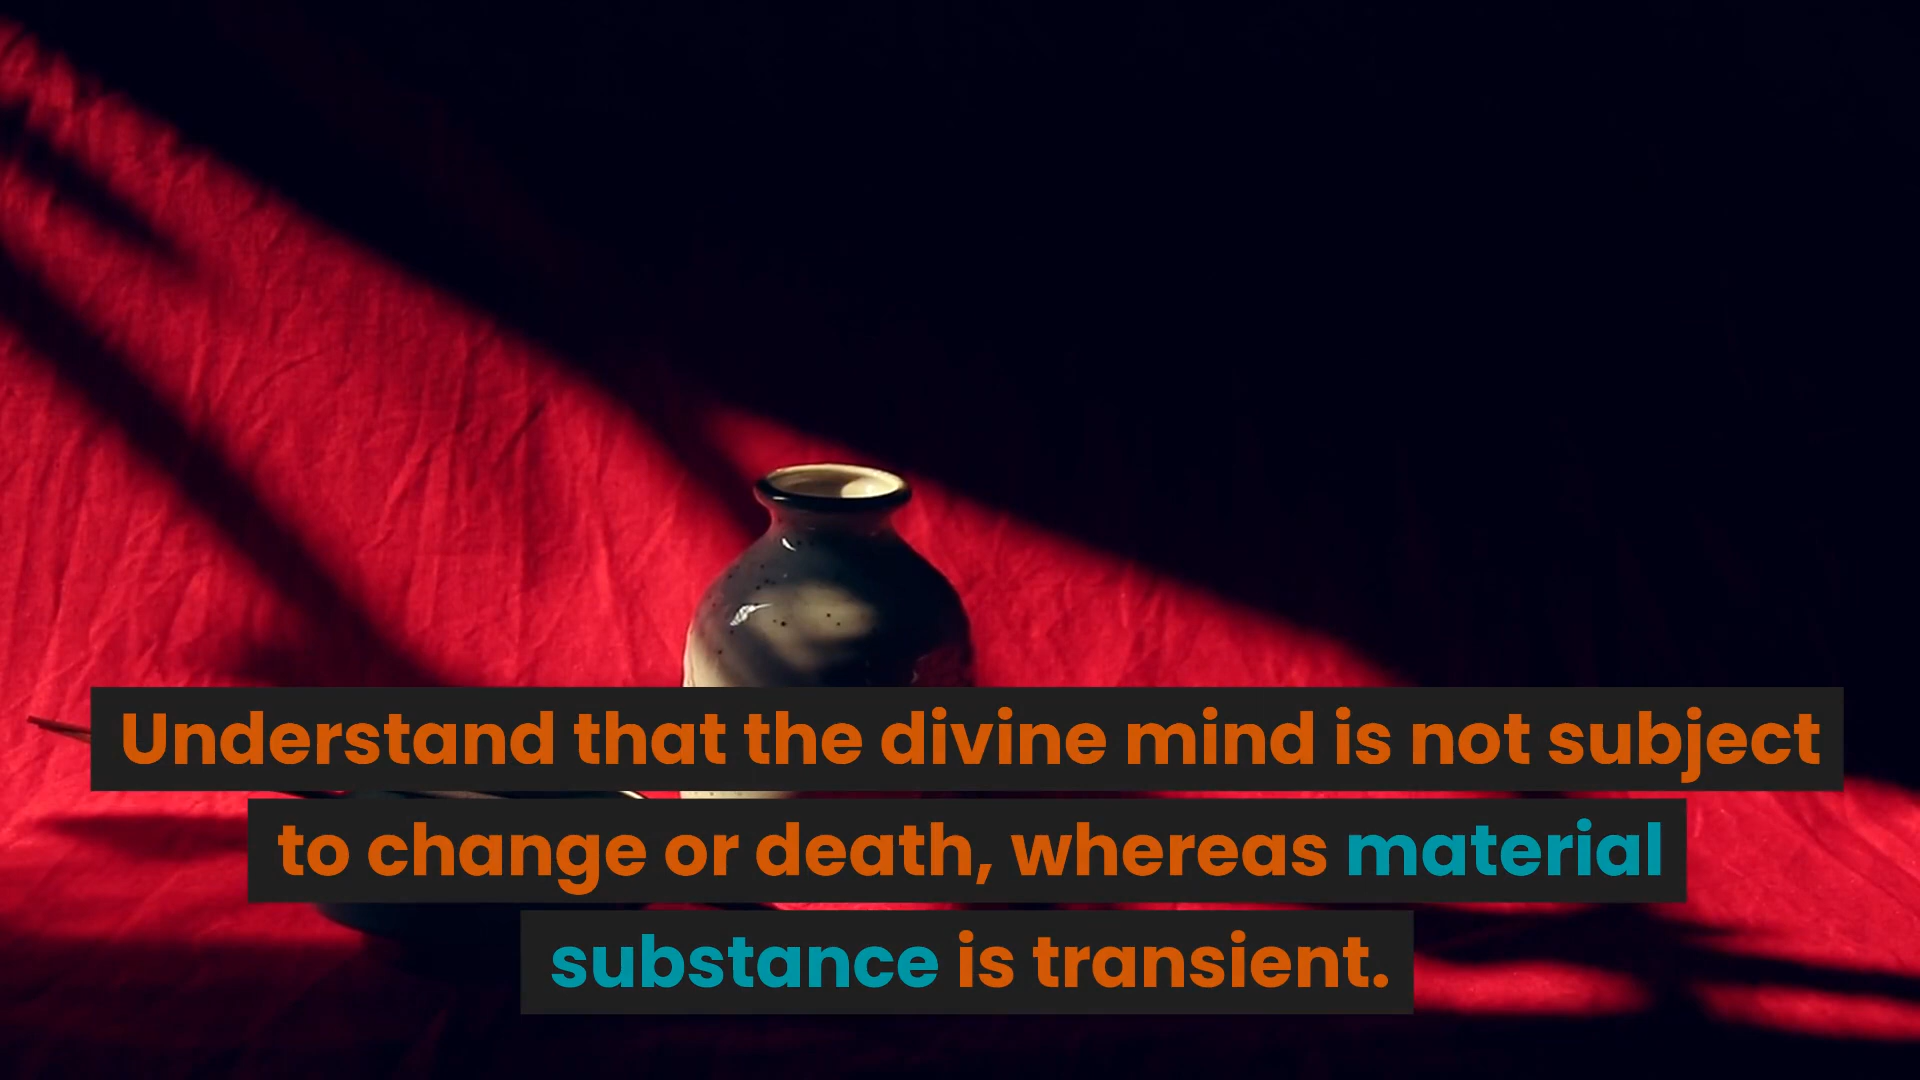 Understand that the divine mind is not subject
to change or death, whereas material
substance is transient.